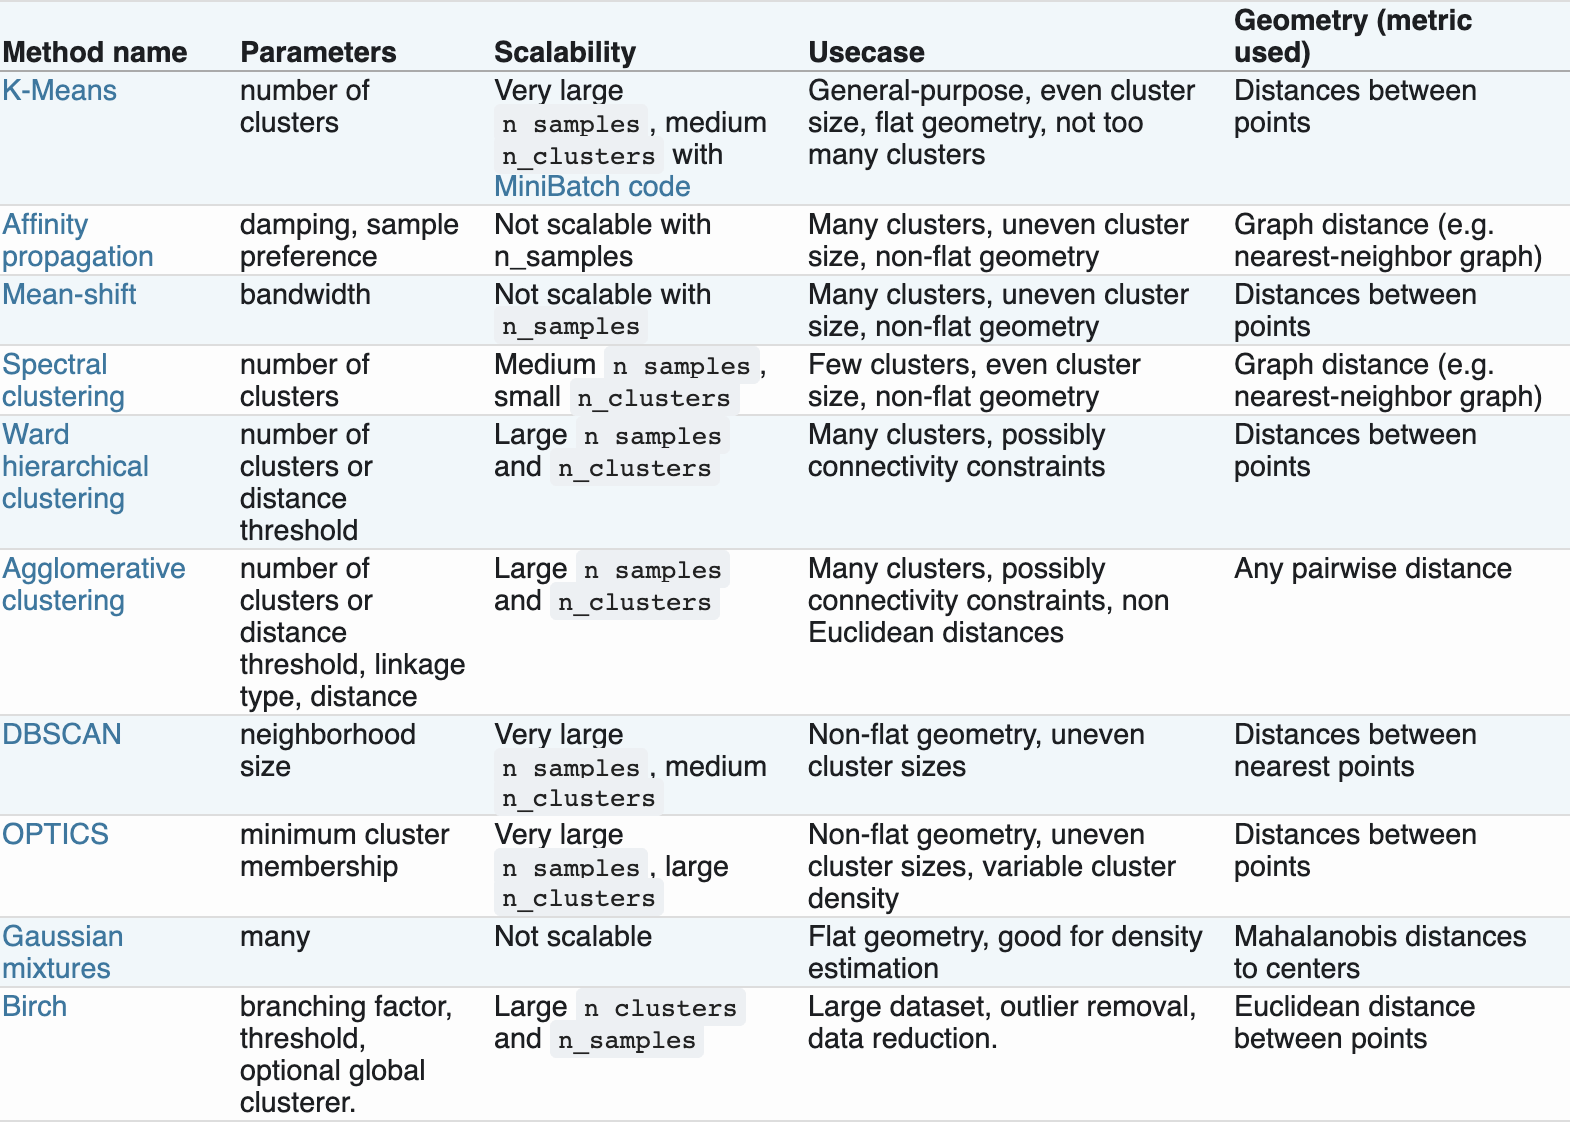 Method name Parameters Scalability Usecase Geometry (metric used)
K-Means
number of
clusters
Very large
n_samples, medium
n_clusters with
MiniBatch code
General-purpose, even cluster
size, flat geometry, not too
many clusters
Distances between
points
Affinity
propagation
damping, sample
preference
Not scalable with
n_samples
Many clusters, uneven cluster
size, non-flat geometry
Graph distance (e.g.
nearest-neighbor graph)
Mean-shift
bandwidth
Not scalable with
n_samples
Many clusters, uneven cluster
size, non-flat geometry
Distances between
points
Spectral
clustering
number of
clusters
Medium n_samples,
small n_clusters
Few clusters, even cluster
size, non-flat geometry
Graph distance (e.g.
nearest-neighbor graph)
Ward
hierarchical
clustering
number of
clusters or
distance
threshold
Large n_samples
and n_clusters
Many clusters, possibly
connectivity constraints
Distances between
points
Agglomerative
clustering
number of
clusters or
distance
threshold, linkage
type, distance
Large n_samples
and n_clusters
Many clusters, possibly
connectivity constraints, non
Euclidean distances
Any pairwise distance
DBSCAN
neighborhood
size
Very large
n_samples, medium
n_clusters
Non-flat geometry, uneven
cluster sizes
Distances between
nearest points
OPTICS
minimum cluster
membership
Very large
n_samples, large
n_clusters
Non-flat geometry, uneven
cluster sizes, variable cluster
density
Distances between
points
Gaussian
mixtures
many
Not scalable
Flat geometry, good for density
estimation
Mahalanobis distances
to centers
Birch
branching factor,
threshold,
optional global
clusterer.
Large n_clusters
and n_samples
Large dataset, outlier removal,
data reduction.
Euclidean distance
between points